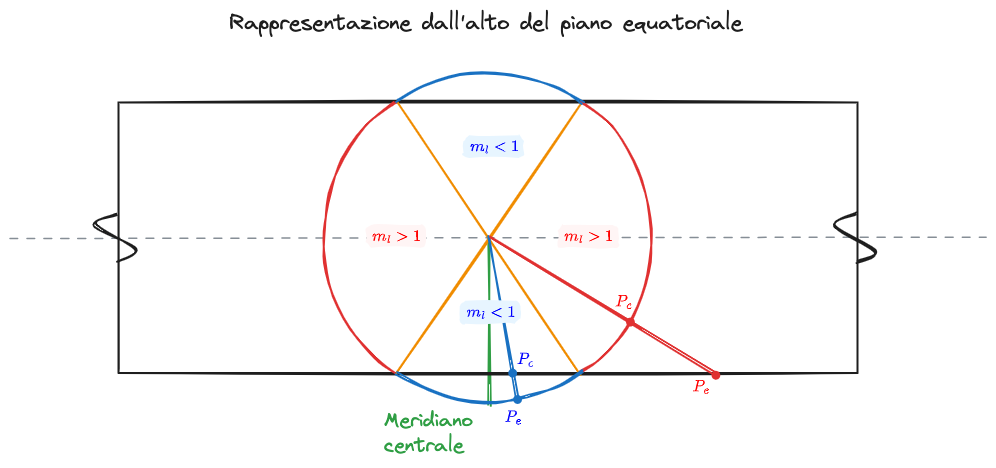 Rappresentazione dall'alto del piano equatoriale
m_l < 1
m_l > 1
m_l > 1
P_e
m_l < 1
P_c
P_e
P_e
Meridiano
centrale